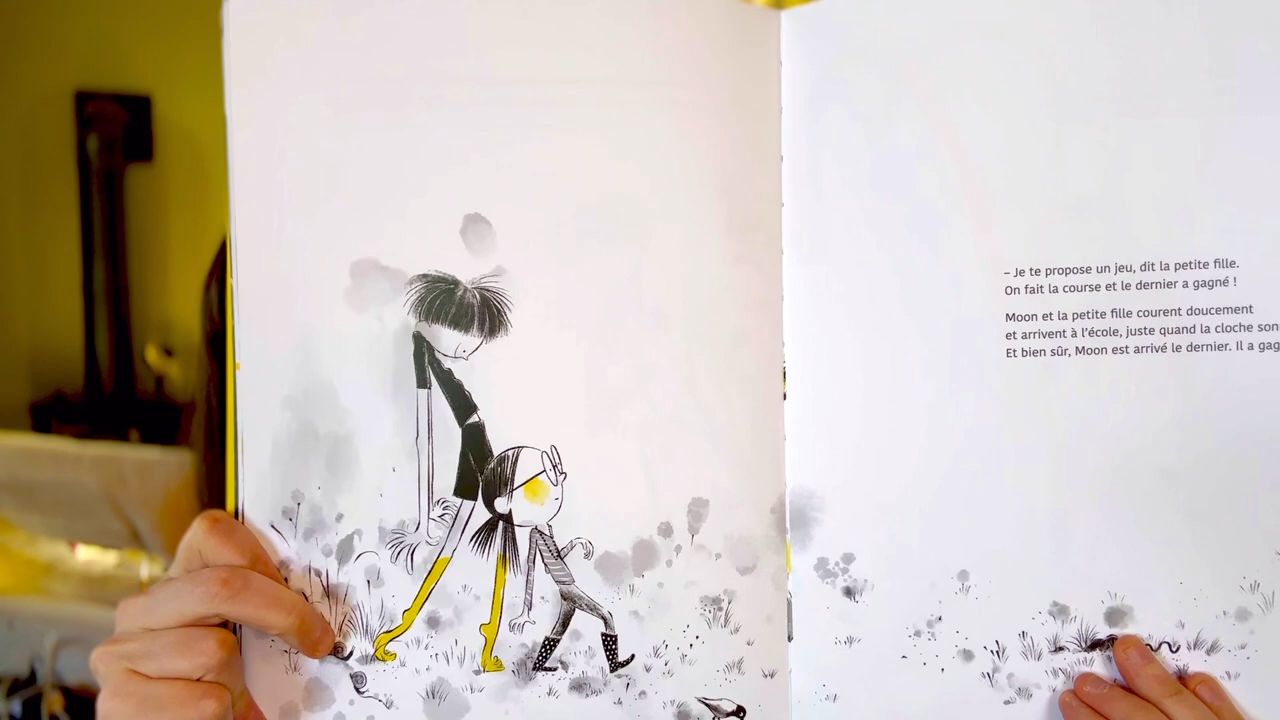 – Je te propose un jeu, dit la petite fille.
On fait la course et le dernier a gagné !
Moon et la petite fille courent doucement
et arrivent à l'école, juste quand la cloche son
Et bien sûr, Moon est arrivé le dernier. Il a gag